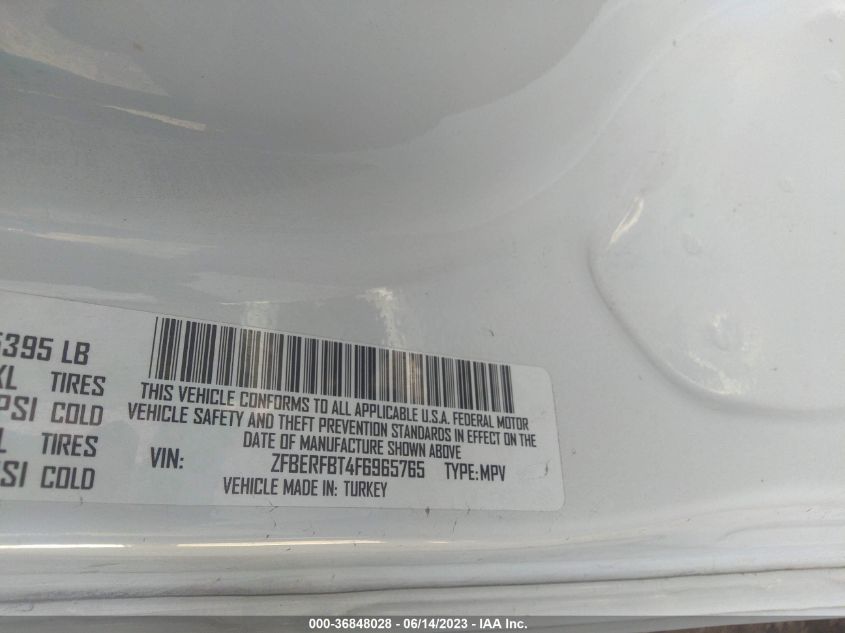 5395 LB
XL TIRES
PSI COLD
L TIRES
SI COLD
THIS VEHICLE CONFORMS TO ALL APPLICABLE U.S.A. FEDERAL MOTOR
VEHICLE SAFETY AND THEFT PREVENTION STANDARDS IN EFFECT ON THE
DATE OF MANUFACTURE SHOWN ABOVE
VIN: ZFBERFBT4F6965765 TYPE:MPV
VEHICLE MADE IN: TURKEY
000-36848028 - 06/14/2023 - IAA Inc.